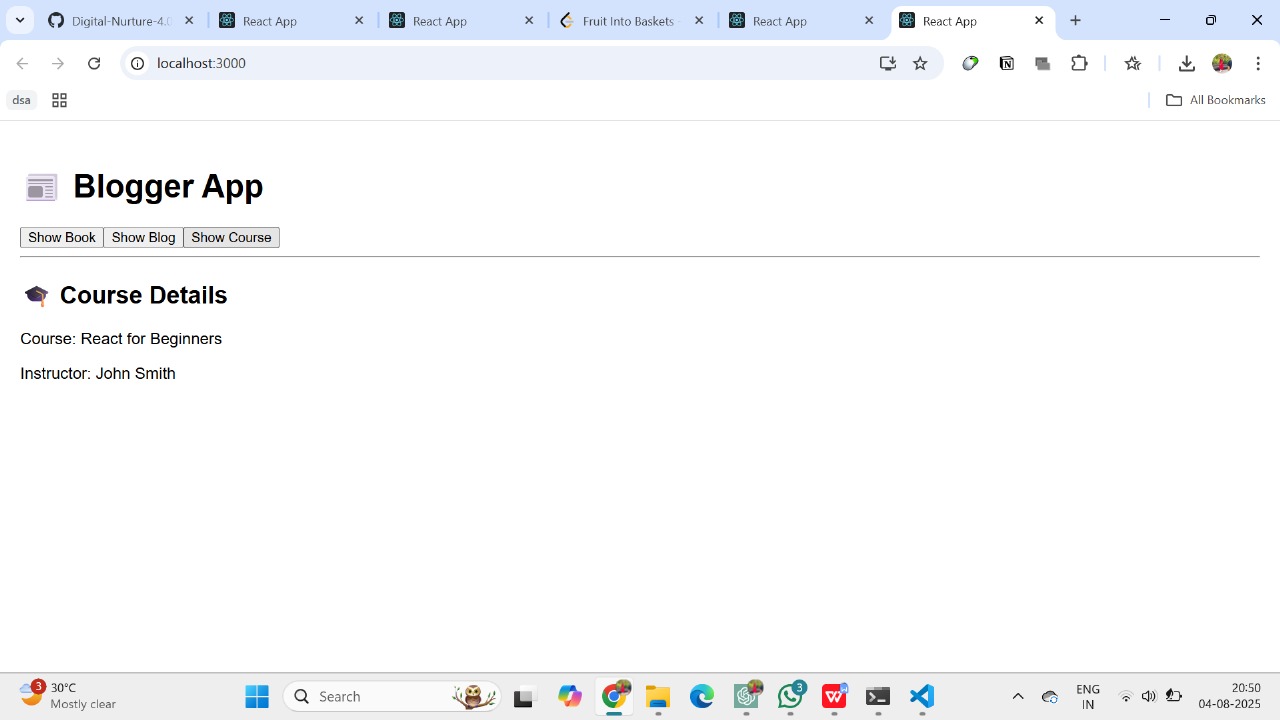 Digital-Nurture-4.0
React App
React App
Fruit Into Baskets
React App
React App
localhost:3000
dsa
All Bookmarks
Blogger App
Show Book
Show Blog
Show Course
Course Details
Course: React for Beginners
Instructor: John Smith
3
30°C
Mostly clear
Search
3
ENG
IN
20:50
04-08-2025